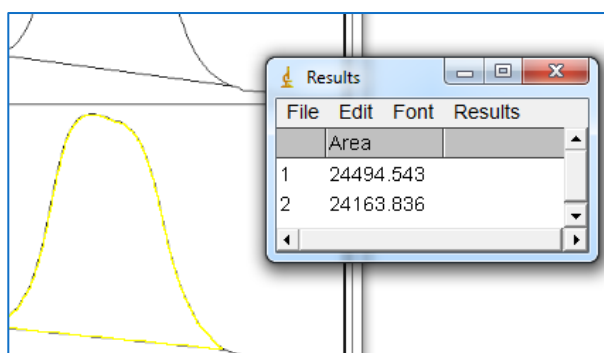 Results
File Edit Font Results
Area
1 24494.543
2 24163.836